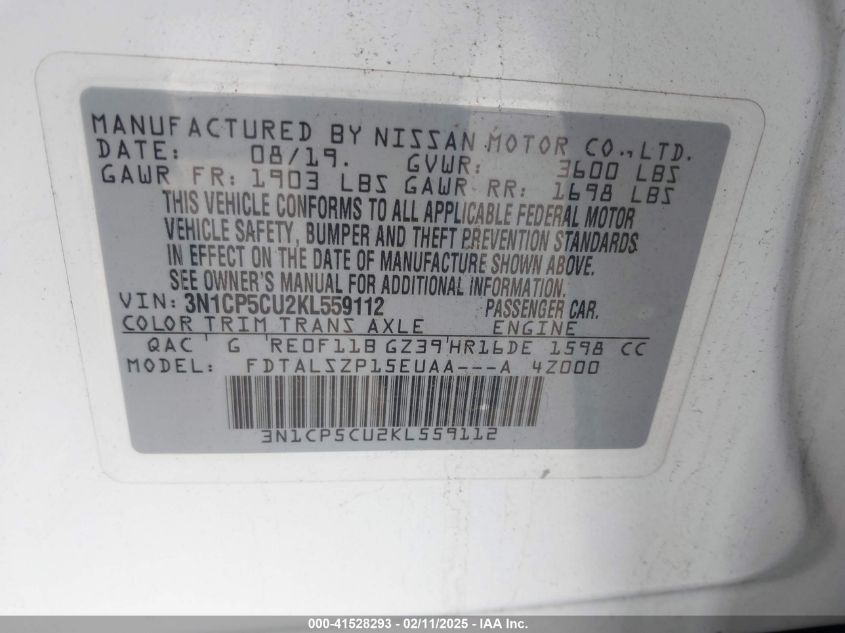 MANUFACTURED BY NISSAN MOTOR CO., LTD.
DATE: 08/19. GVWR: 3600 LBS
GAWR FR: 1903 LBS GAWR RR: 1698 LBS
THIS VEHICLE CONFORMS TO ALL APPLICABLE FEDERAL MOTOR
VEHICLE SAFETY, BUMPER AND THEFT PREVENTION STANDARDS
IN EFFECT ON THE DATE OF MANUFACTURE SHOWN ABOVE.
SEE OWNER'S MANUAL FOR ADDITIONAL INFORMATION.
VIN: 3N1CP5CU2KL559112 PASSENGER CAR.
COLOR TRIM TRANS AXLE ENGINE
QAC ' G 'RE0F11B GZ39'HR16DE 1598 CC
MODEL: FDTALSZP15EUAA---A 4Z000
3N1CP5CU2KL559112
000-41528293 - 02/11/2025 - IAA Inc.